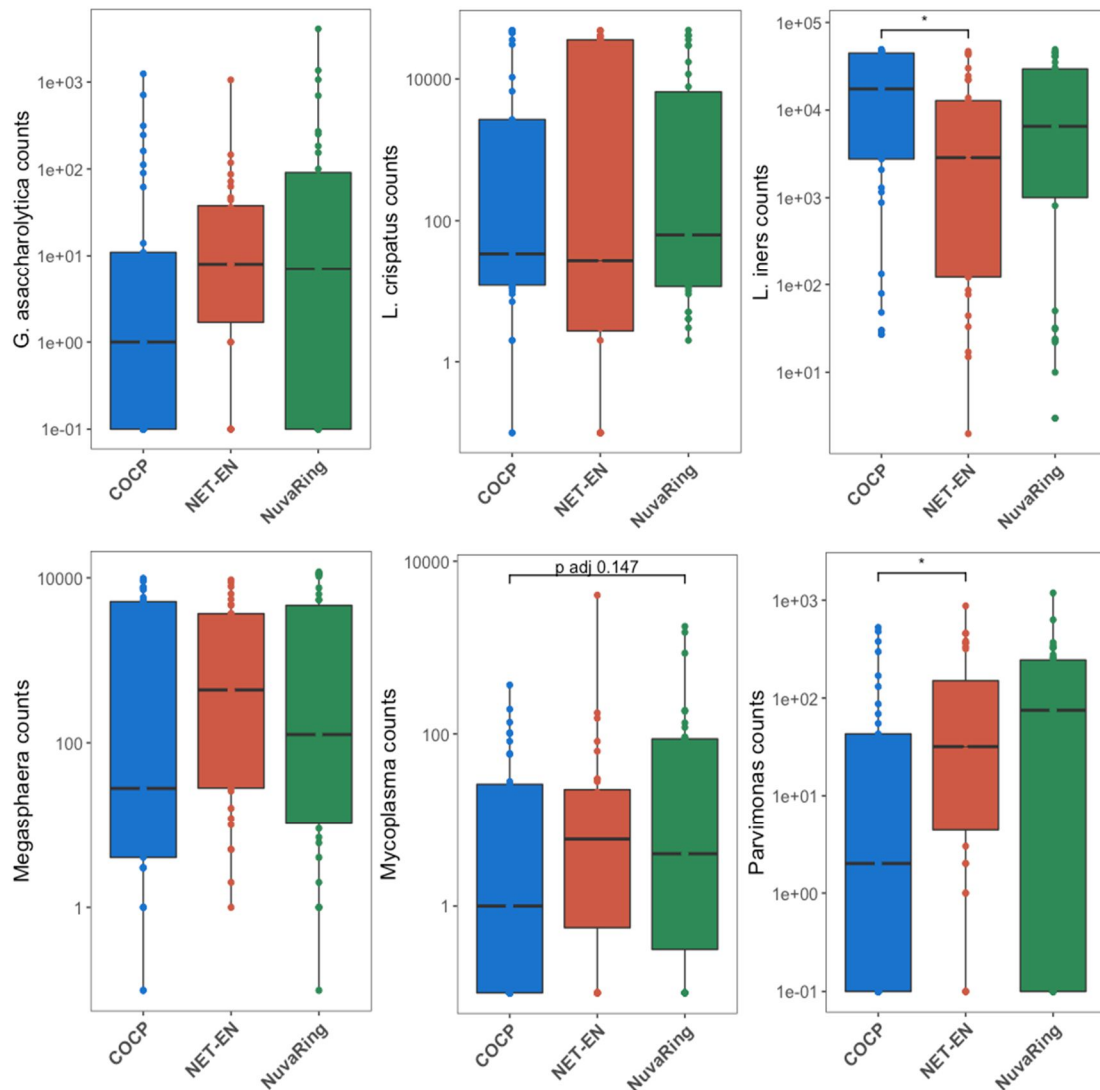 G. asaccharolytica counts
1e+03
1e+02
1e+01
1e+00
1e-01
COCP
NET-EN
NuvaRing
L. crispatus counts
10000
100
1
COCP
NET-EN
NuvaRing
L. iners counts
1e+05
1e+04
1e+03
1e+02
1e+01
*
COCP
NET-EN
NuvaRing
Megasphaera counts
10000
100
1
COCP
NET-EN
NuvaRing
Mycoplasma counts
10000
100
1
p adj 0.147
COCP
NET-EN
NuvaRing
Parvimonas counts
1e+03
1e+02
1e+01
1e+00
1e-01
*
COCP
NET-EN
NuvaRing